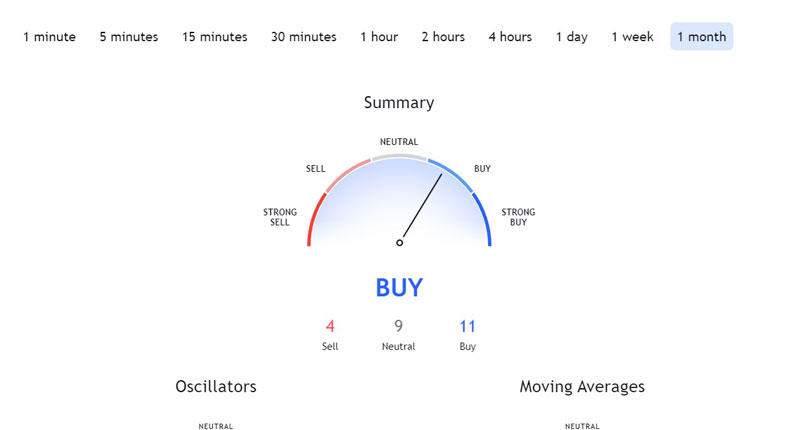 1 minute 5 minutes 15 minutes 30 minutes 1 hour 2 hours 4 hours 1 day 1 week 1 month
Summary
NEUTRAL
SELL BUY
STRONG SELL STRONG BUY
BUY
4 9 11
Sell Neutral Buy
Oscillators Moving Averages
NEUTRAL NEUTRAL